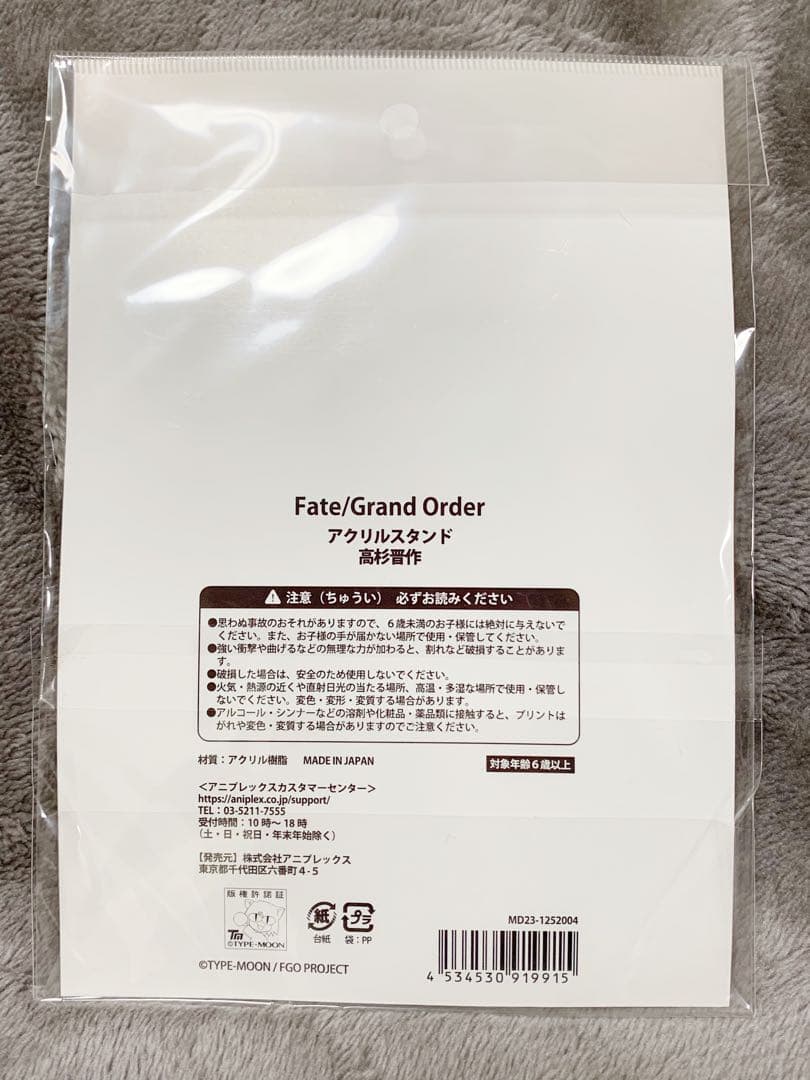 Fate/Grand Order
アクリルスタンド
高杉晋作
注意（ちゅうい） 必ずお読みください
●思わぬ事故のおそれがありますので、６歳未満のお子様には絶対に与えないで
ください。また、お子様の手が届かない場所で使用・保管してください。
●強い衝撃や曲げるなどの無理な力が加わると、割れなど破損することがありま
す。
●破損した場合は、安全のため使用しないでください。
●火気・熱源の近くや直射日光の当たる場所、高温・多湿な場所で使用・保管し
ないでください。変色・変形・変質する場合があります。
●アルコール・シンナーなどの溶剤や化粧品・薬品類に接触すると、プリントは
がれや変色・変質する場合がありますのでご注意ください。
材質：アクリル樹脂 MADE IN JAPAN
対象年齢６歳以上
＜アニプレックスカスタマーセンター＞
https://aniplex.co.jp/support/
TEL：03-5211-7555
受付時間：10時～18時
（土・日・祝日・年末年始除く）
【発売元】株式会社アニプレックス
東京都千代田区六番町４-５
版権許諾証
Tm
©TYPE-MOON
紙
台紙
プラ
袋：PP
MD23-1252004
4 534530 919915
©TYPE-MOON / FGO PROJECT